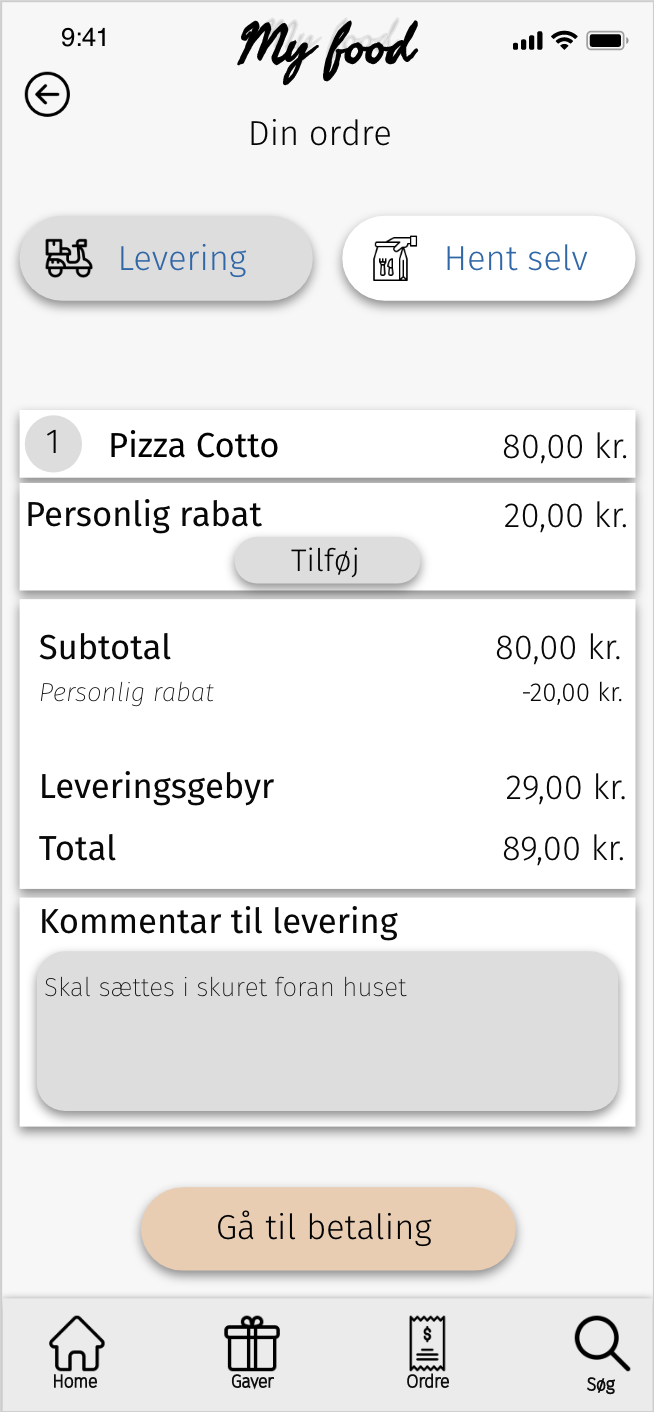 9:41
My food
Din ordre
Levering
Hent selv
1 Pizza Cotto 80,00 kr.
Personlig rabat 20,00 kr.
Tilføj
Subtotal 80,00 kr.
Personlig rabat -20,00 kr.
Leveringsgebyr 29,00 kr.
Total 89,00 kr.
Kommentar til levering
Skal sættes i skuret foran huset
Gå til betaling
$
Home Gaver Ordre Søg